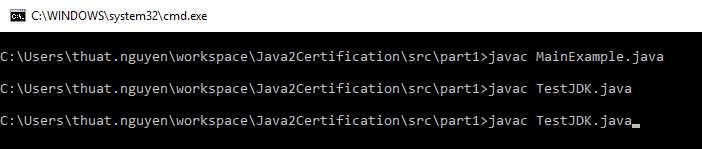 C:\WINDOWS\system32\cmd.exe
C:\Users\thuat.nguyen\workspace\Java2Certification\src\part1>javac MainExample.java
C:\Users\thuat.nguyen\workspace\Java2Certification\src\part1>javac TestJDK.java
C:\Users\thuat.nguyen\workspace\Java2Certification\src\part1>javac TestJDK.java_